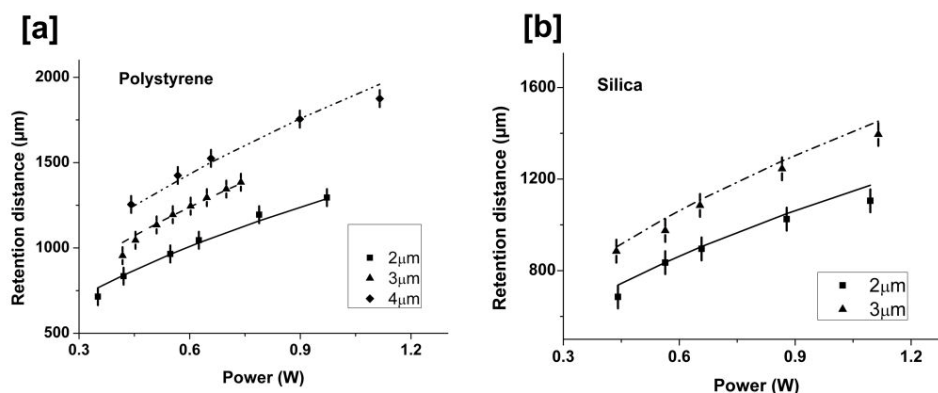 [a]
Polystyrene
Retention distance (µm)
2000
1500
1000
500
0.3 0.6 0.9 1.2
Power (W)
2µm
3µm
4µm
[b]
Silica
Retention distance (µm)
1600
1200
800
0.3 0.6 0.9 1.2
Power (W)
2µm
3µm